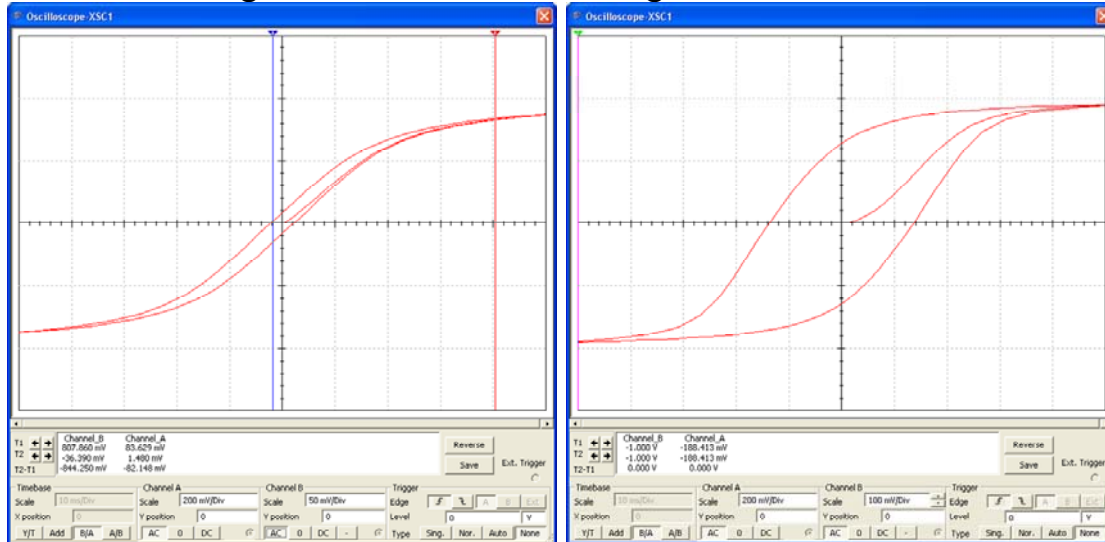 Oscilloscope-XSC1
Channel_B Channel_A Reverse
T1 807.860 mV 83.629 mV
T2 -36.390 mV 1.480 mV
T2-T1 -844.250 mV -82.148 mV Save Ext. Trigger
Timebase Channel A Channel B Trigger
Scale 10 ms/Div Scale 200 mV/Div Scale 50 mV/Div Edge A B Ext
X position 0 Y position 0 Y position 0 Level 0 V
Y/T Add B/A A/B AC 0 DC AC 0 DC - Type Sing. Nor. Auto None
Oscilloscope-XSC1
Channel_B Channel_A Reverse
T1 -1.000 V -188.413 mV
T2 -1.000 V -188.413 mV
T2-T1 0.000 V 0.000 V Save Ext. Trigger
Timebase Channel A Channel B Trigger
Scale 10 ms/Div Scale 200 mV/Div Scale 100 mV/Div Edge A B Ext
X position 0 Y position 0 Y position 0 Level 0 V
Y/T Add B/A A/B AC 0 DC AC 0 DC - Type Sing. Nor. Auto None